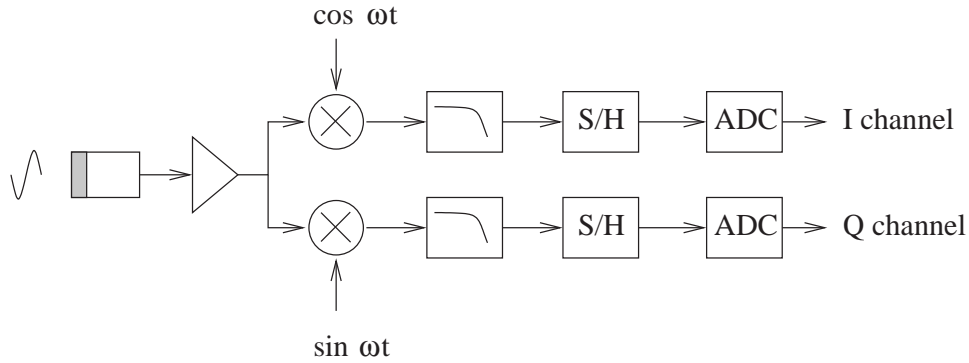 cos ωt
S/H
ADC
I channel
S/H
ADC
Q channel
sin ωt